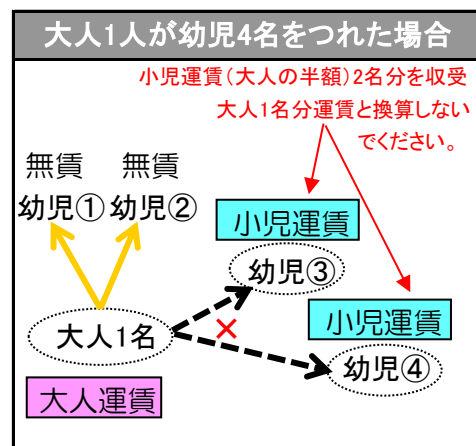 大人1人が幼児4名をつれた場合
小児運賃(大人の半額)2名分を収受
大人1名分運賃と換算しない
でください。
無賃 無賃
幼児① 幼児②
小児運賃
幼児③
大人1名
小児運賃
幼児④
大人運賃